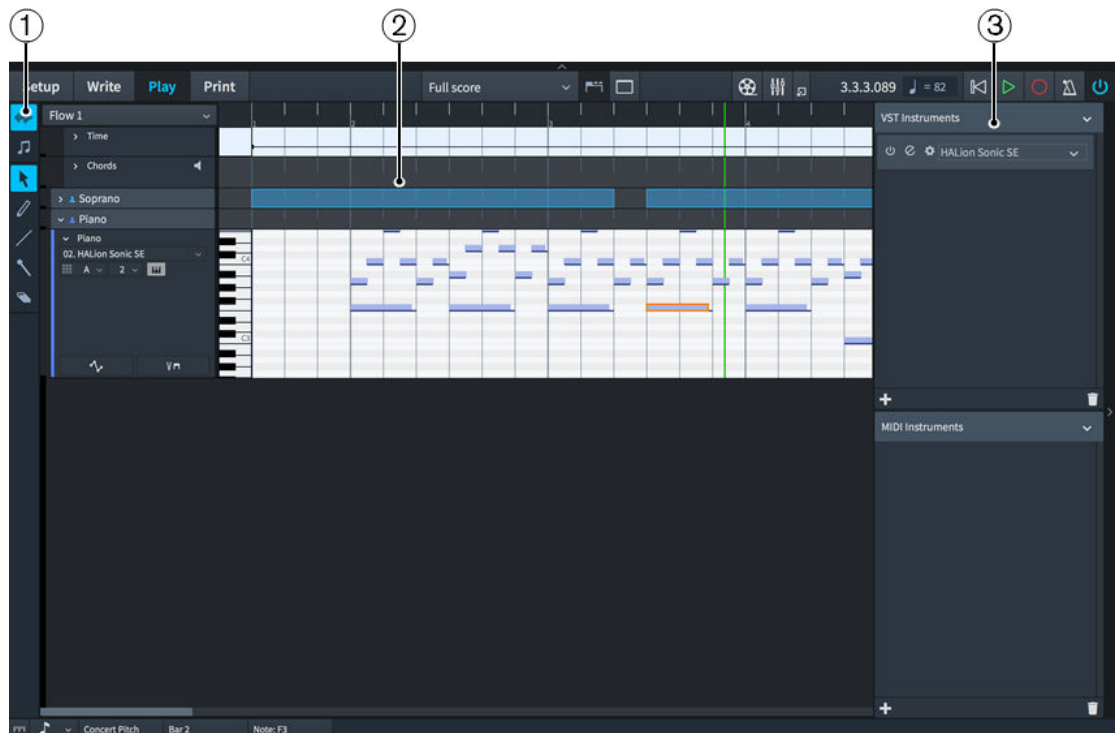 1 2 3
Setup Write Play Print Full score 3.3.3.089 = 82
Flow 1 1 2 3 4 VST Instruments
Time
Chords HALion Sonic SE
Soprano
Piano
Piano
02. HALion Sonic SE C4
A 2
C3
MIDI Instruments
Concert Pitch Bar 2 Note: F3